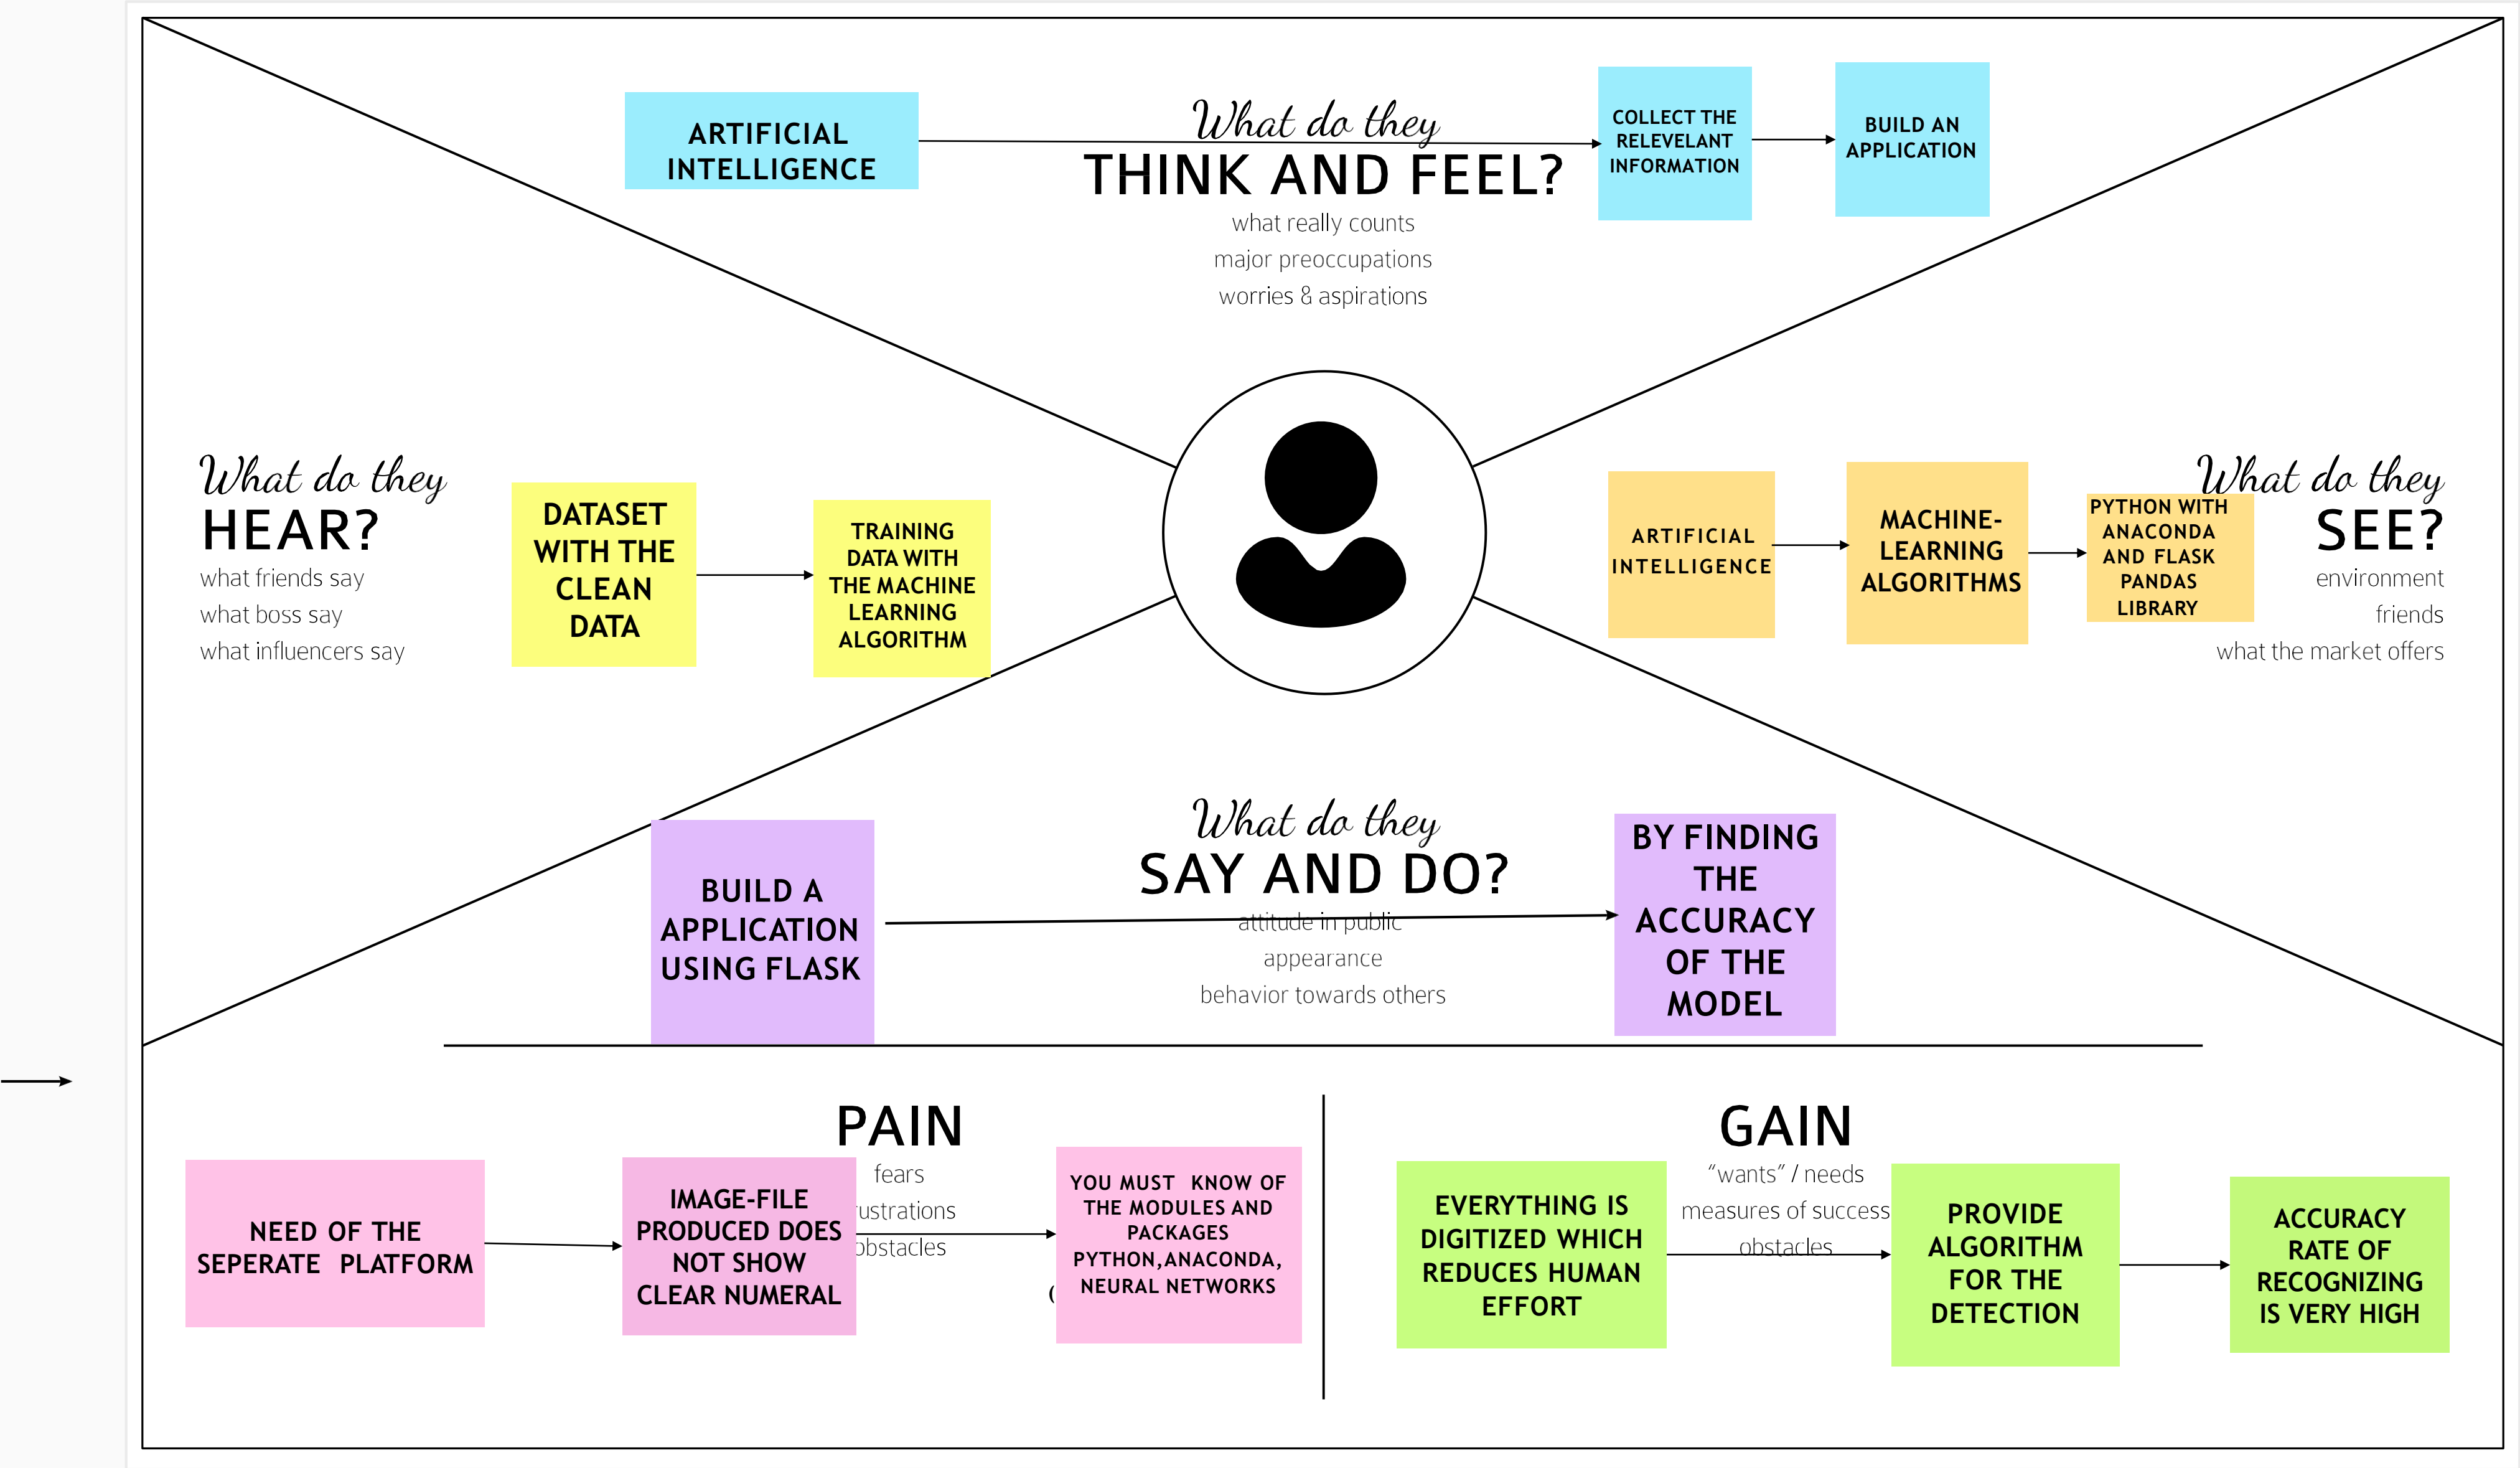 ARTIFICIAL
INTELLIGENCE
What do they
THINK AND FEEL?
what really counts
major preoccupations
worries & aspirations
COLLECT THE
RELEVELANT
INFORMATION
BUILD AN
APPLICATION
What do they
HEAR?
what friends say
what boss say
what influencers say
DATASET
WITH THE
CLEAN
DATA
TRAINING
DATA WITH
THE MACHINE
LEARNING
ALGORITHM
ARTIFICIAL
INTELLIGENCE
MACHINE-
LEARNING
ALGORITHMS
PYTHON WITH
ANACONDA
AND FLASK
PANDAS
LIBRARY
What do they
SEE?
environment
friends
what the market offers
BUILD A
APPLICATION
USING FLASK
What do they
SAY AND DO?
attitude in public
appearance
behavior towards others
BY FINDING
THE
ACCURACY
OF THE
MODEL
PAIN
fears
rustrations
obstacles
NEED OF THE
SEPERATE PLATFORM
IMAGE-FILE
PRODUCED DOES
NOT SHOW
CLEAR NUMERAL
YOU MUST KNOW OF
THE MODULES AND
PACKAGES
PYTHON,ANACONDA,
NEURAL NETWORKS
(
GAIN
“wants” / needs
measures of success
obstacles
EVERYTHING IS
DIGITIZED WHICH
REDUCES HUMAN
EFFORT
PROVIDE
ALGORITHM
FOR THE
DETECTION
ACCURACY
RATE OF
RECOGNIZING
IS VERY HIGH